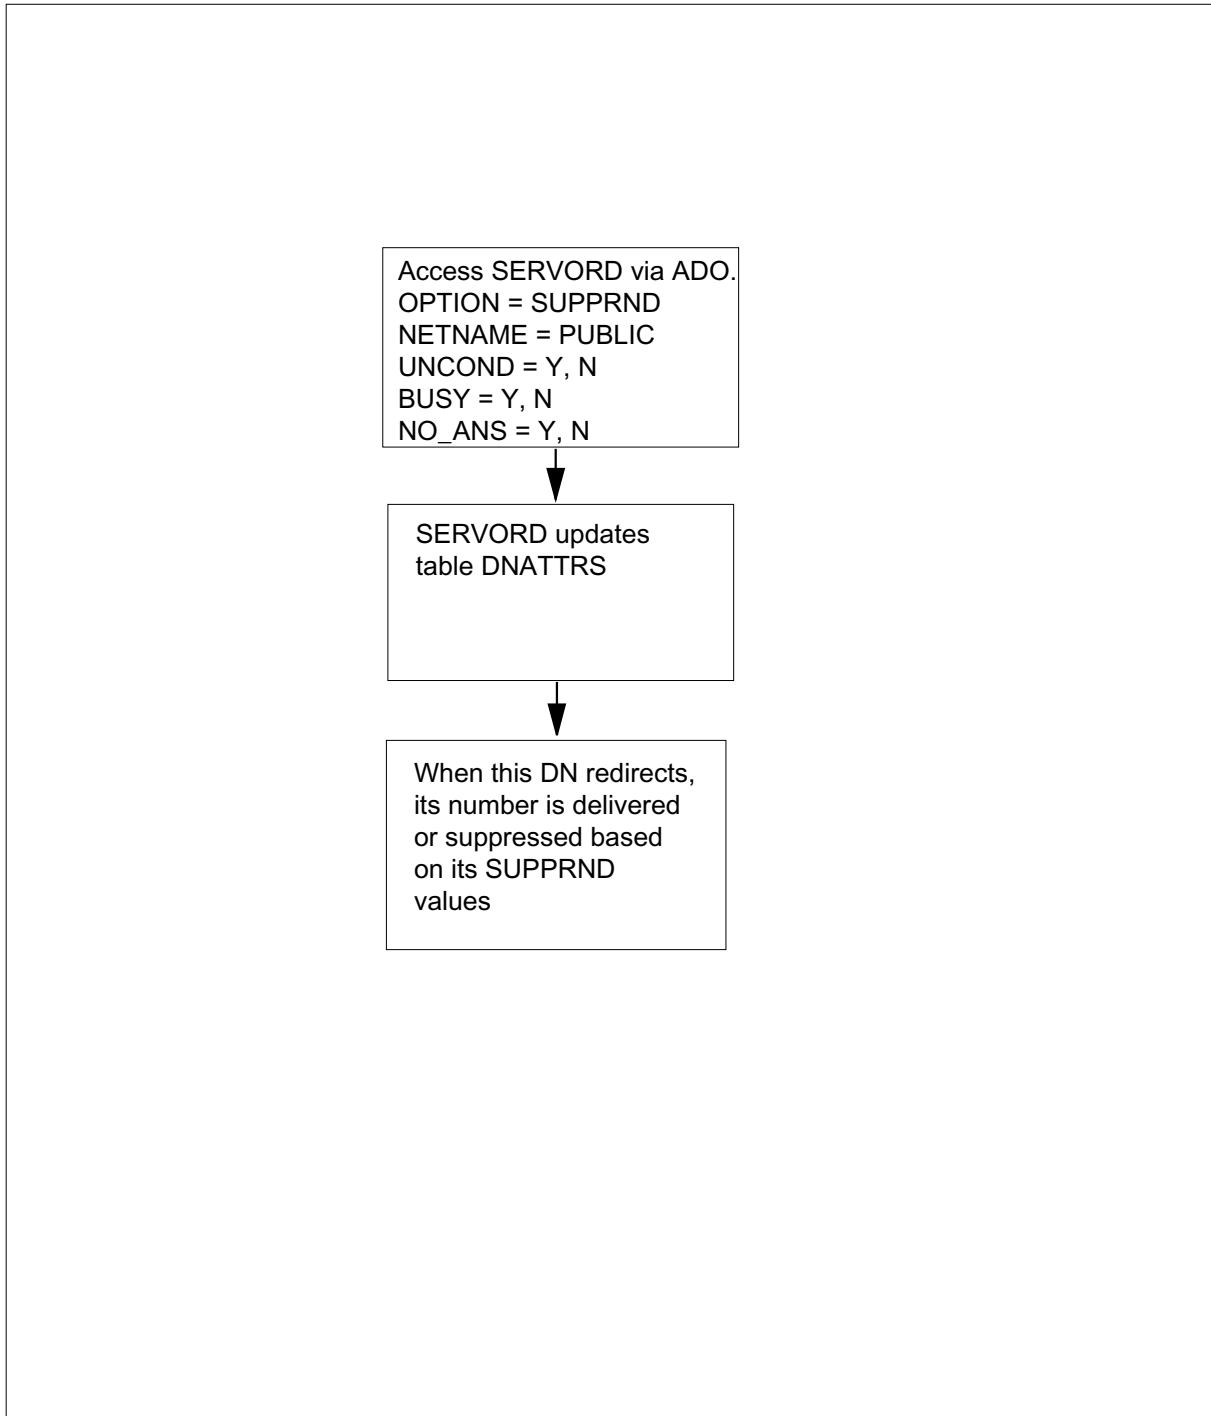 Access SERVORD via ADO.
OPTION = SUPPRND
NETNAME = PUBLIC
UNCOND = Y, N
BUSY = Y, N
NO_ANS = Y, N
SERVORD updates
table DNATTRS
When this DN redirects,
its number is delivered
or suppressed based
on its SUPPRND
values